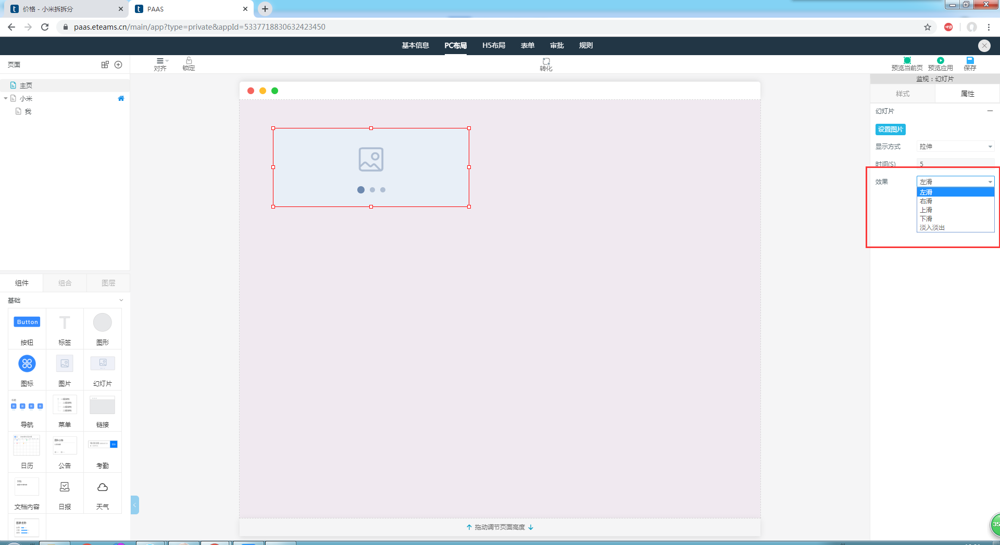 价格 - 小米拆拆分
PAAS
paas.eteams.cn/main/app?type=private&appId=5337718830632423450
基本信息 PC布局 H5布局 表单 审批 规则
页面
对齐 锁定 转化 预览当前页 预览应用 保存
主页
小米
我
监视：幻灯片
样式 属性
幻灯片
设置图片
显示方式 拉伸
时间(S) 5
效果 左滑
左滑
右滑
上滑
下滑
淡入淡出
组件 组合 图层
基础
Button T
按钮 标签 图形
图标 图片 幻灯片
导航 菜单 链接
日历 公告 考勤
文档内容 日报 天气
图表名称
拖动调节页面高度
35